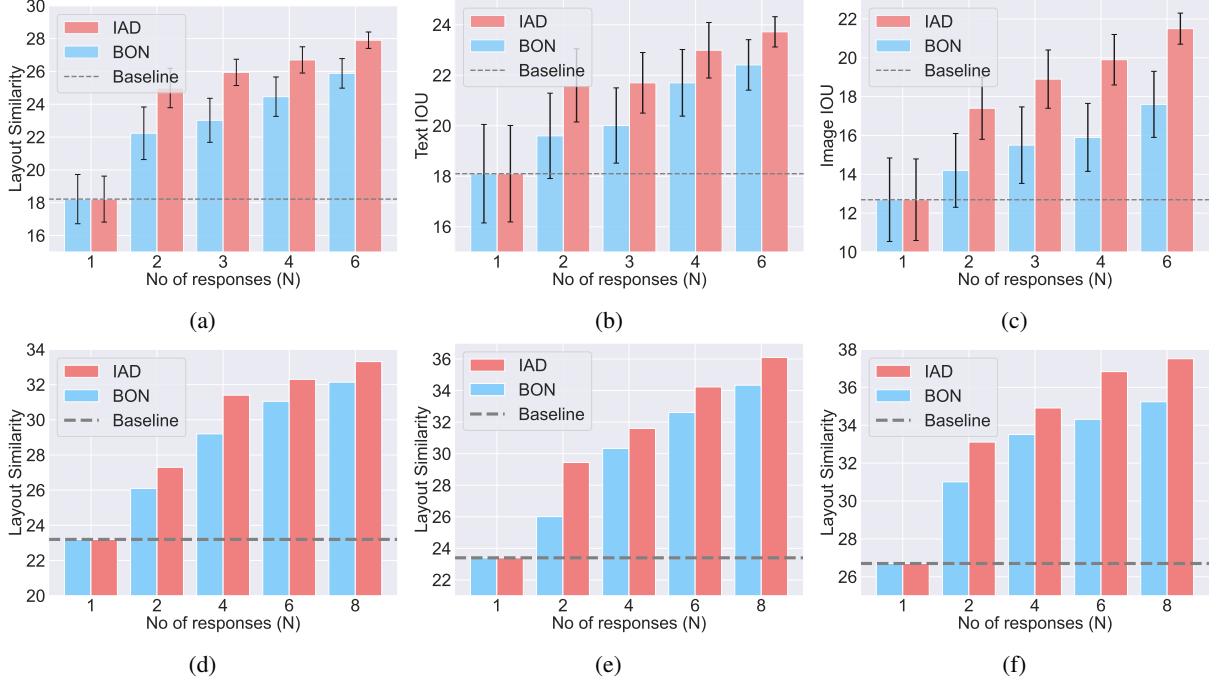 30
28
26
24
22
20
18
16
Layout Similarity
IAD
BON
Baseline
1 2 3 4 6
No of responses (N)
(a)
24
22
20
18
16
Text IOU
IAD
BON
Baseline
1 2 3 4 6
No of responses (N)
(b)
22
20
18
16
14
12
10
Image IOU
IAD
BON
Baseline
1 2 3 4 6
No of responses (N)
(c)
34
32
30
28
26
24
22
20
Layout Similarity
IAD
BON
Baseline
1 2 4 6 8
No of responses (N)
(d)
36
34
32
30
28
26
24
22
Layout Similarity
IAD
BON
Baseline
1 2 4 6 8
No of responses (N)
(e)
38
36
34
32
30
28
26
Layout Similarity
IAD
BON
Baseline
1 2 4 6 8
No of responses (N)
(f)